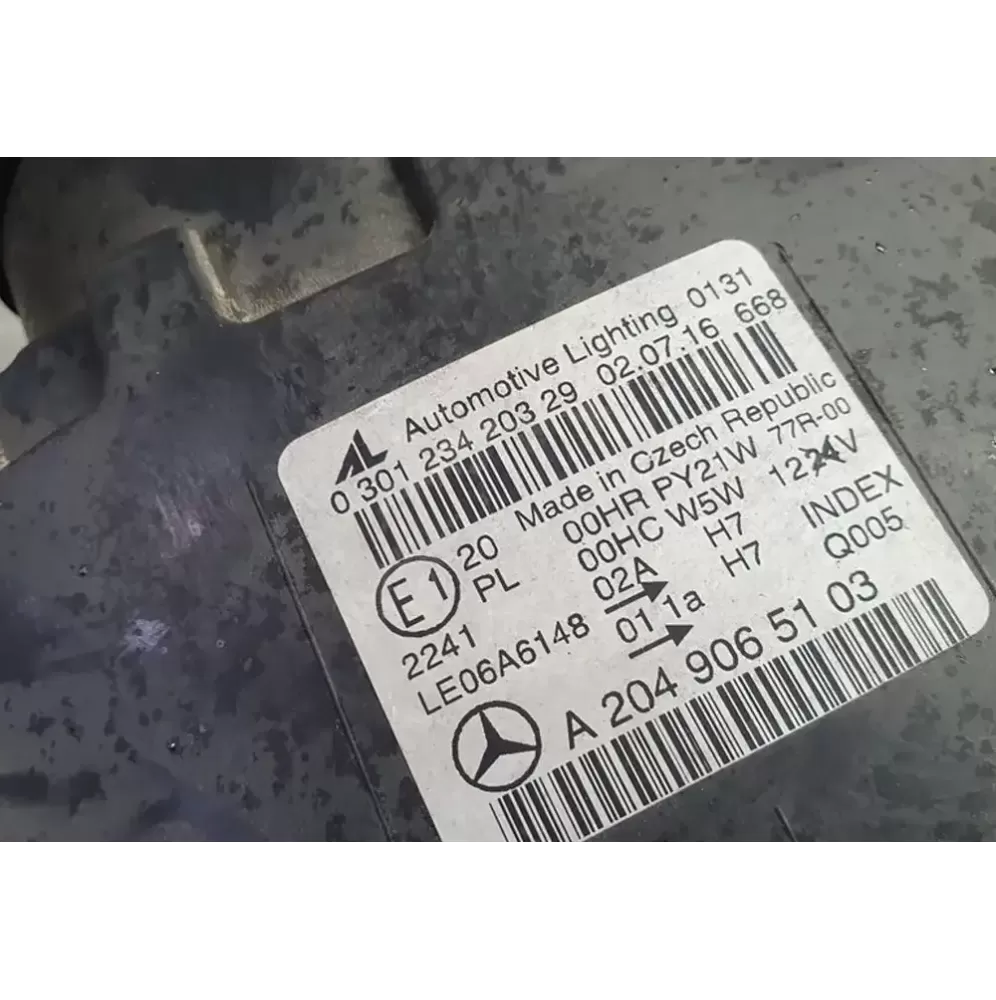 AL Automotive Lighting 0131
0 301 234 203 29 02.07.16 668
Made in Czech Republic
E1 20 00HR PY21W 77R-00
PL 00HC W5W 1224V
2241 02A H7 INDEX
LE06A6148 01 1a H7 Q005
A 204 906 51 03